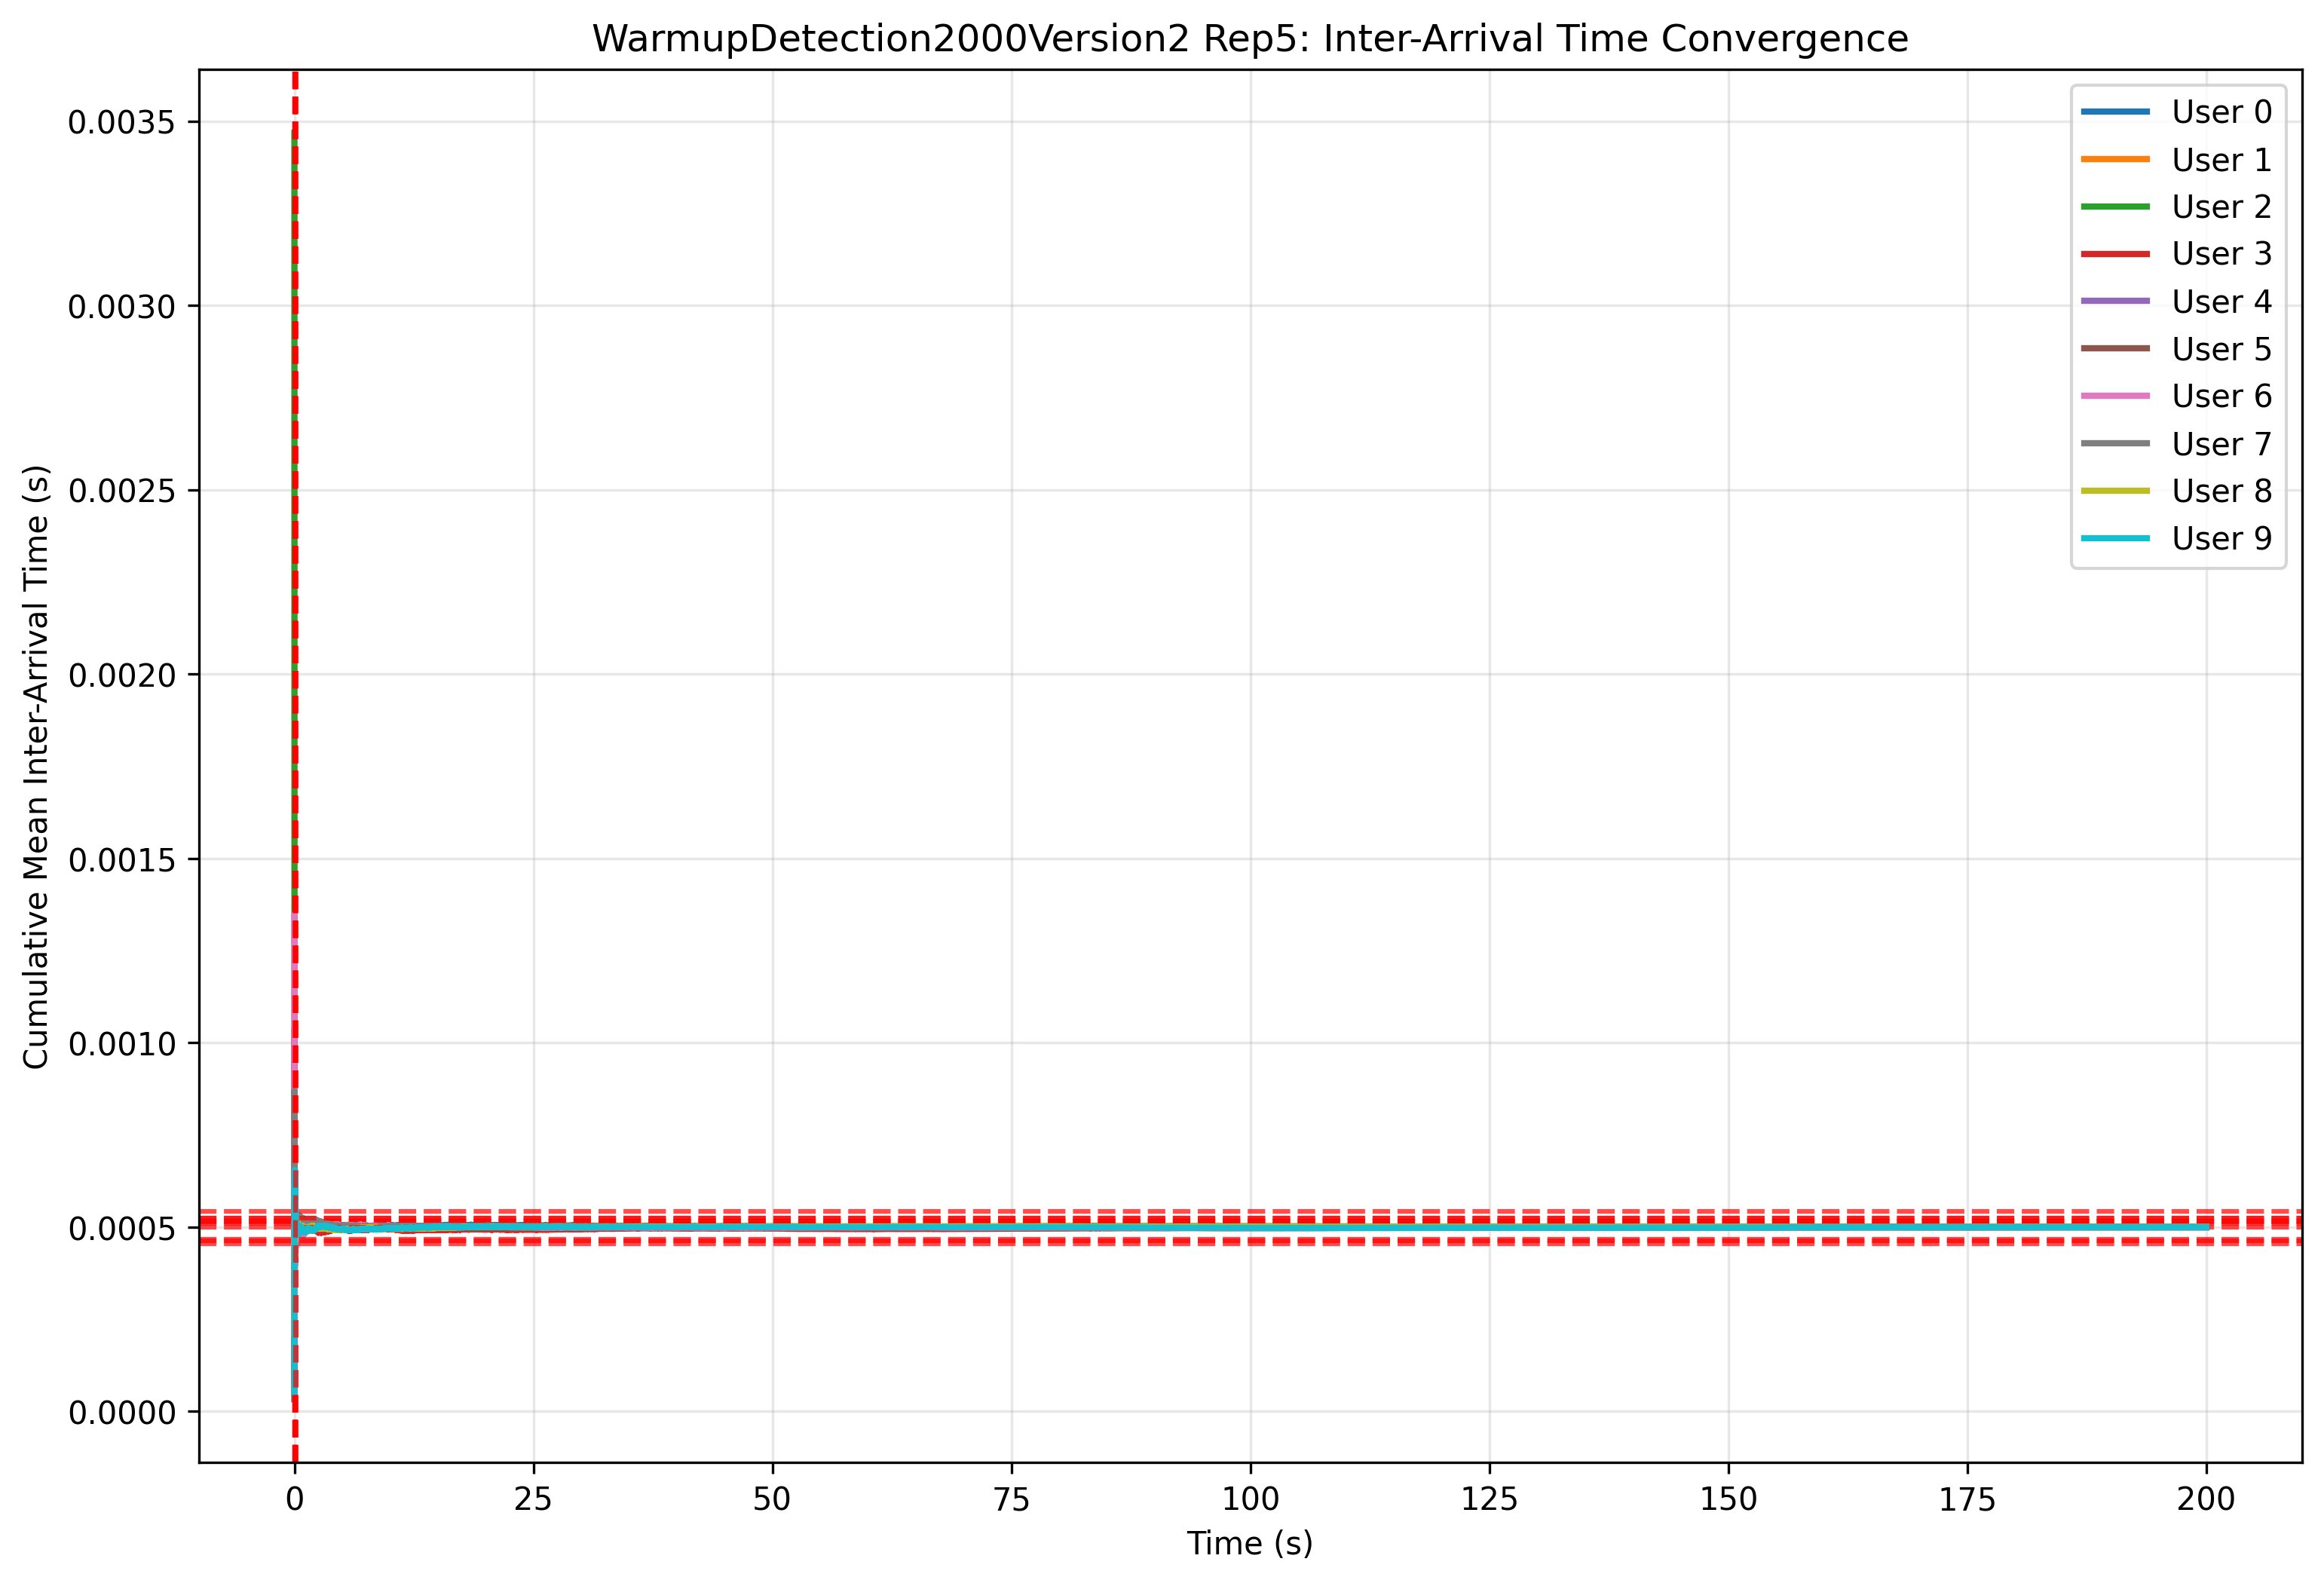 WarmupDetection2000Version2 Rep5: Inter-Arrival Time Convergence
Cumulative Mean Inter-Arrival Time (s)
0.0035
0.0030
0.0025
0.0020
0.0015
0.0010
0.0005
0.0000
User 0
User 1
User 2
User 3
User 4
User 5
User 6
User 7
User 8
User 9
0 25 50 75 100 125 150 175 200
Time (s)